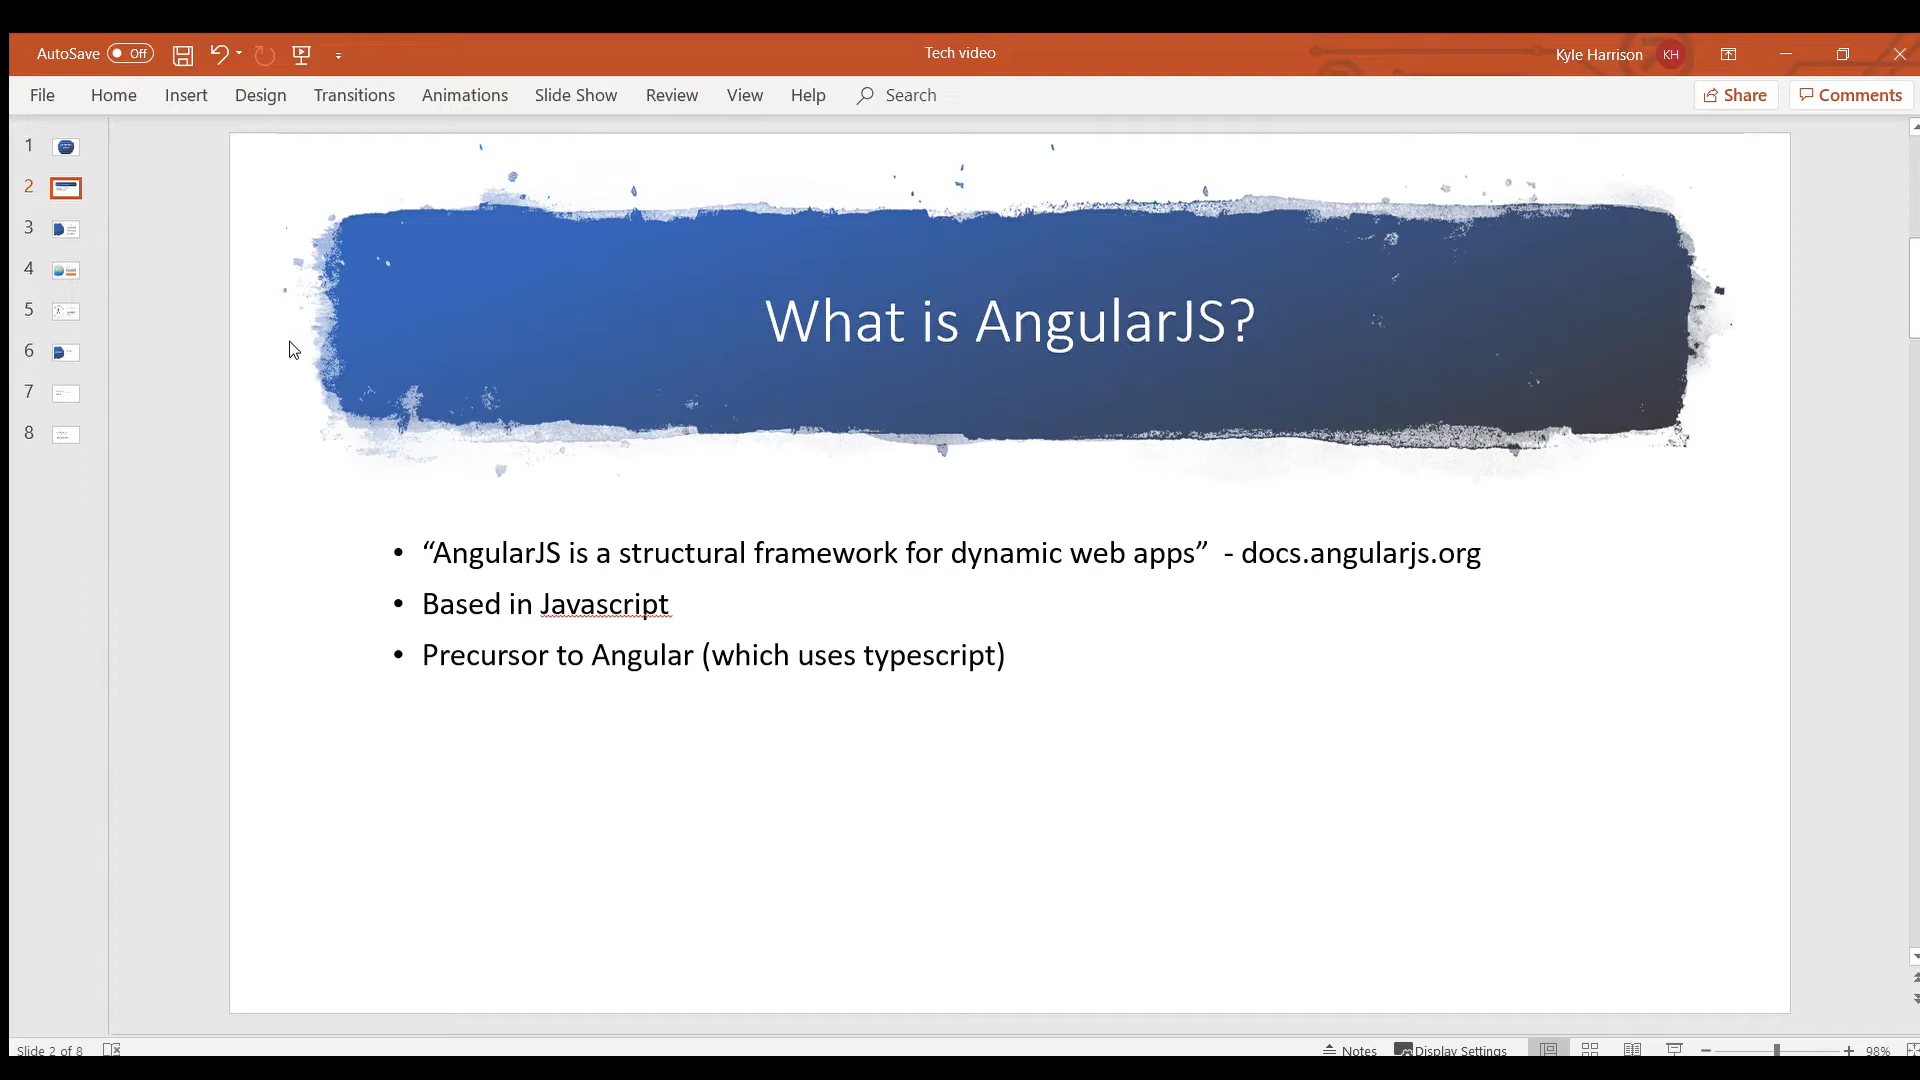 AutoSave Off
Tech video
Kyle Harrison KH
File Home Insert Design Transitions Animations Slide Show Review View Help Search
Share Comments
1
2
3
4
5
6
7
8
What is AngularJS?
• “AngularJS is a structural framework for dynamic web apps” - docs.angularjs.org
• Based in Javascript
• Precursor to Angular (which uses typescript)
Slide 2 of 8
Notes Display Settings 98%